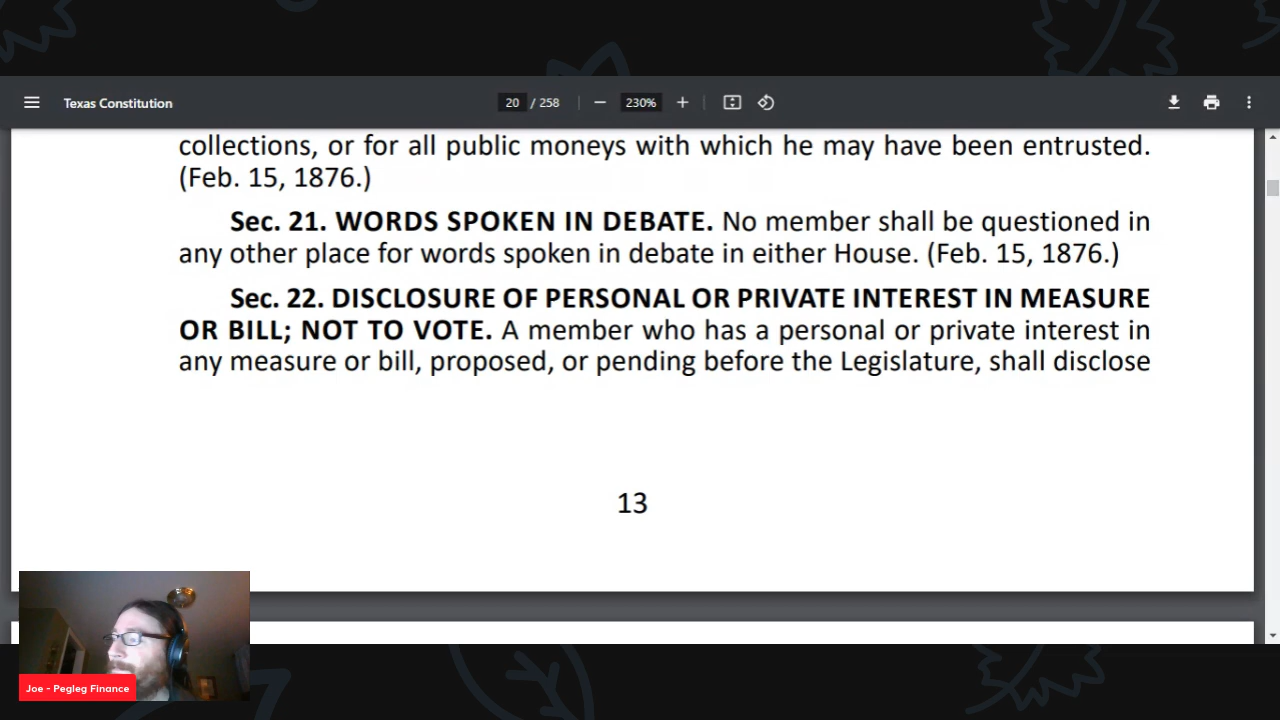 Texas Constitution
20 / 258
230%
collections, or for all public moneys with which he may have been entrusted.
(Feb. 15, 1876.)
Sec. 21. WORDS SPOKEN IN DEBATE. No member shall be questioned in
any other place for words spoken in debate in either House. (Feb. 15, 1876.)
Sec. 22. DISCLOSURE OF PERSONAL OR PRIVATE INTEREST IN MEASURE
OR BILL; NOT TO VOTE. A member who has a personal or private interest in
any measure or bill, proposed, or pending before the Legislature, shall disclose
13
Joe - Pegleg Finance